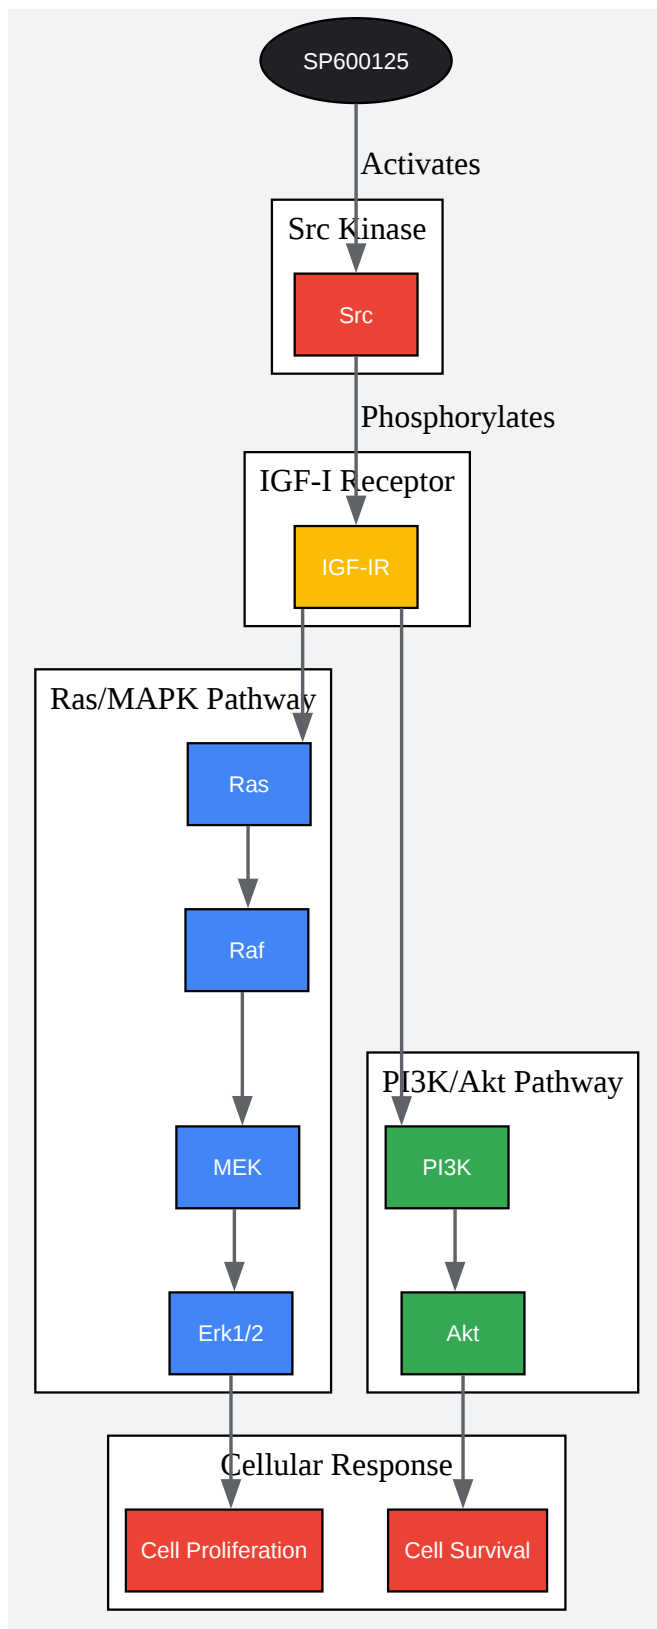 SP600125
Activates
Src Kinase
Src
Phosphorylates
IGF-I Receptor
IGF-IR
Ras/MAPK Pathway
Ras
Raf
PI3K/Akt Pathway
MEK
PI3K
Erk1/2
Akt
Cellular Response
Cell Proliferation
Cell Survival